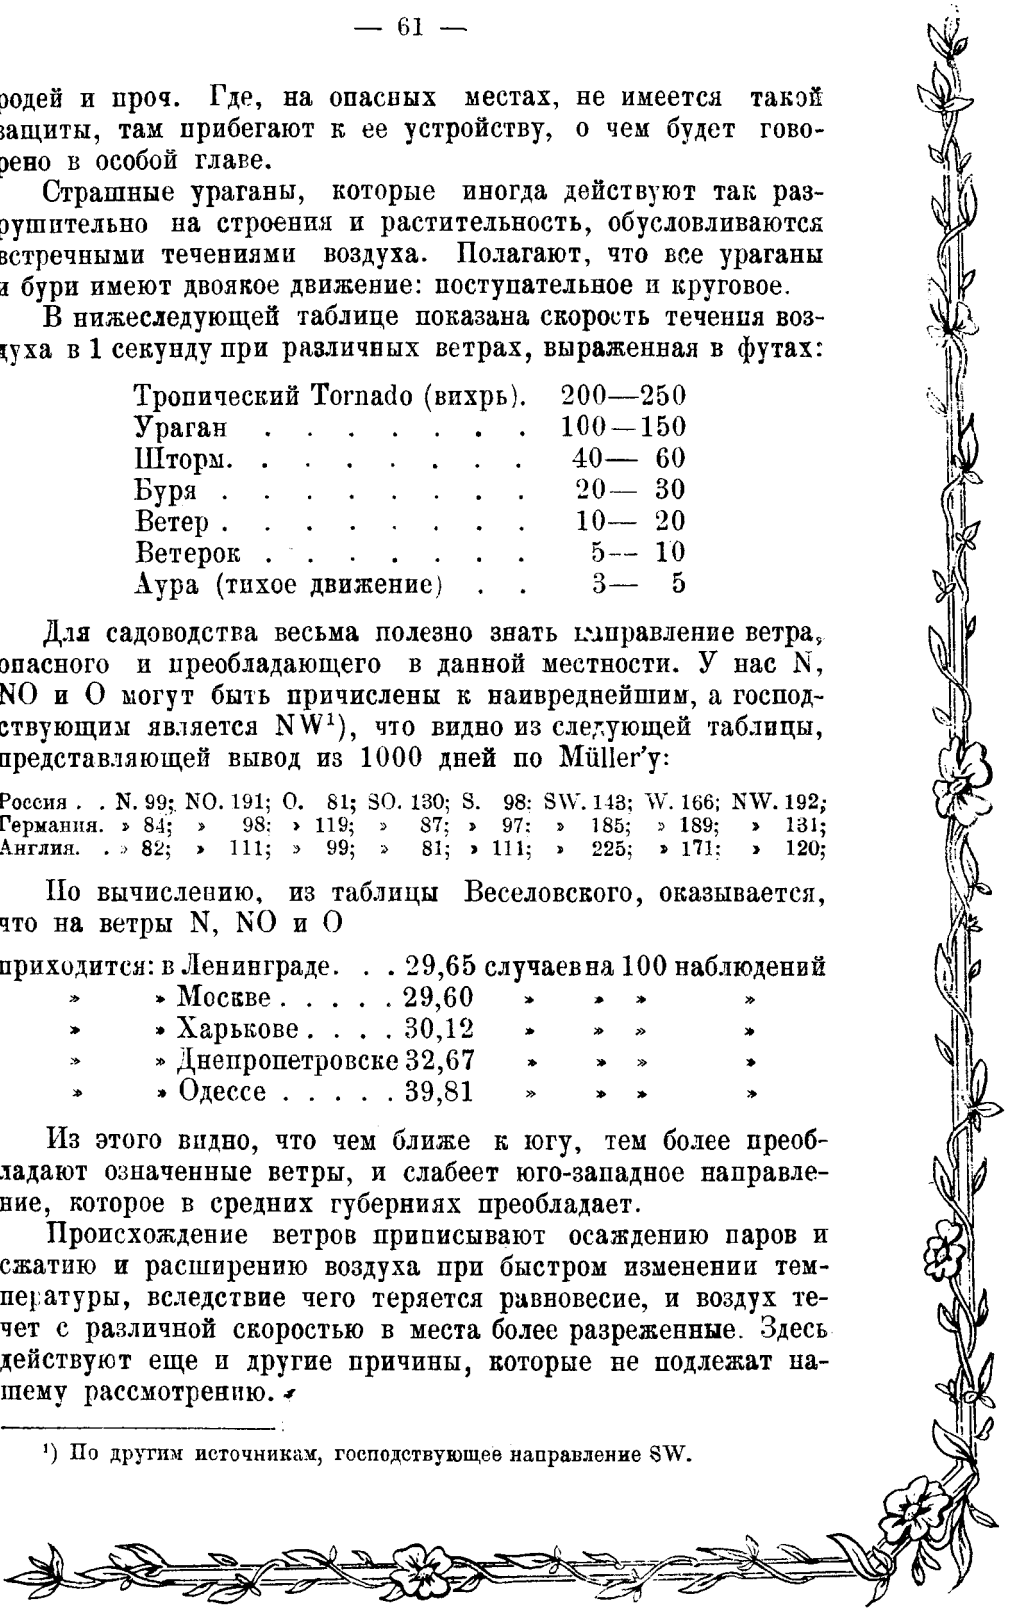 — 61 —
родей и проч. Где, на опасных местах, не имеется такой
защиты, там прибегают к ее устройству, о чем будет гово-
рено в особой главе.
Страшные ураганы, которые иногда действуют так раз-
рушительно на строения и растительность, обусловливаются
встречными течениями воздуха. Полагают, что все ураганы
и бури имеют двоякое движение: поступательное и круговое.
В нижеследующей таблице показана скорость течения воз-
духа в 1 секунду при различных ветрах, выраженная в футах:
Тропический Tornado (вихрь). 200—250
Ураган . . . . . . . 100—150
Шторм. . . . . . . . 40— 60
Буря . . . . . . . . 20— 30
Ветер . . . . . . . . 10— 20
Ветерок . . . . . . . 5— 10
Аура (тихое движение) . . 3— 5
Для садоводства весьма полезно знать направление ветра,
опасного и преобладающего в данной местности. У нас N,
NO и O могут быть причислены к наивреднейшим, а господ-
ствующим является NW¹), что видно из следующей таблицы,
представляющей вывод из 1000 дней по Müller'у:
Россия . . N. 99; NO. 191; O. 81; SO. 130; S. 98; SW. 143; W. 166; NW. 192;
Германия. » 84; » 98; » 119; » 87; » 97; » 185; » 189; » 131;
Англия. . » 82; » 111; » 99; » 81; » 111; » 225; » 171; » 120;
По вычислению, из таблицы Веселовского, оказывается,
что на ветры N, NO и O
приходится: в Ленинграде. . . 29,65 случаев на 100 наблюдений
» » Москве . . . . . 29,60 » » » »
» » Харькове . . . . 30,12 » » » »
» » Днепропетровске 32,67 » » » »
» » Одессе . . . . . 39,81 » » » »
Из этого видно, что чем ближе к югу, тем более преоб-
ладают означенные ветры, и слабеет юго-западное направле-
ние, которое в средних губерниях преобладает.
Происхождение ветров приписывают осаждению паров и
сжатию и расширению воздуха при быстром изменении тем-
пературы, вследствие чего теряется равновесие, и воздух те-
чет с различной скоростью в места более разреженные. Здесь
действуют еще и другие причины, которые не подлежат на-
шему рассмотрению.
¹) По другим источникам, господствующее направление SW.